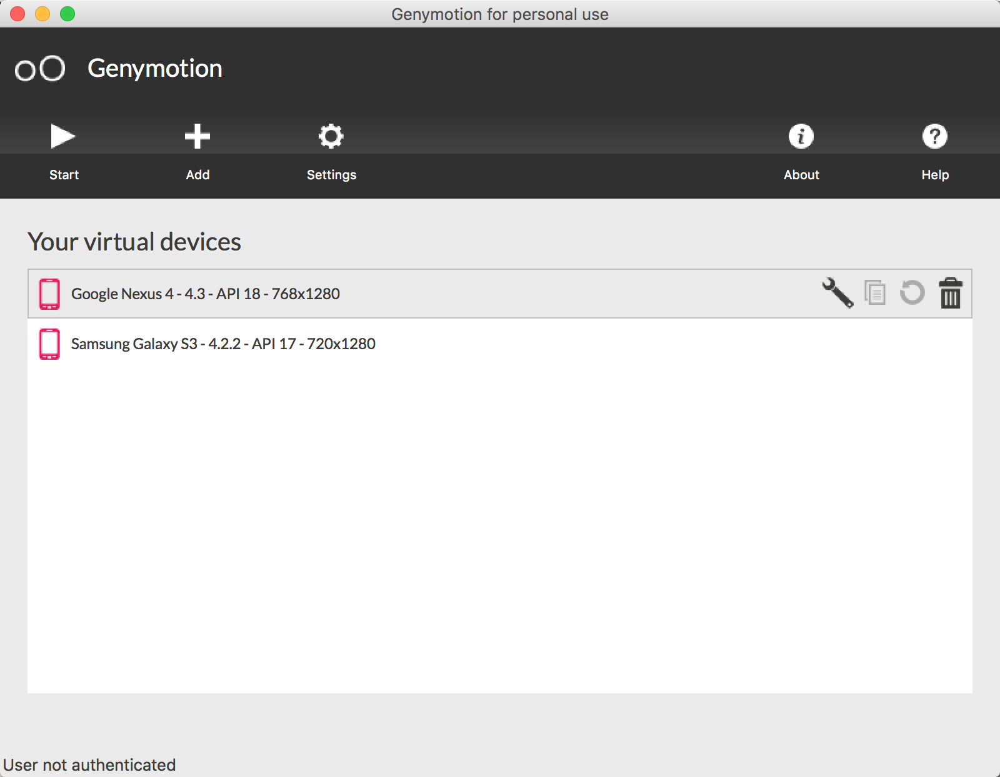 Genymotion for personal use
Genymotion
Start Add Settings About Help
Your virtual devices
Google Nexus 4 - 4.3 - API 18 - 768x1280
Samsung Galaxy S3 - 4.2.2 - API 17 - 720x1280
User not authenticated